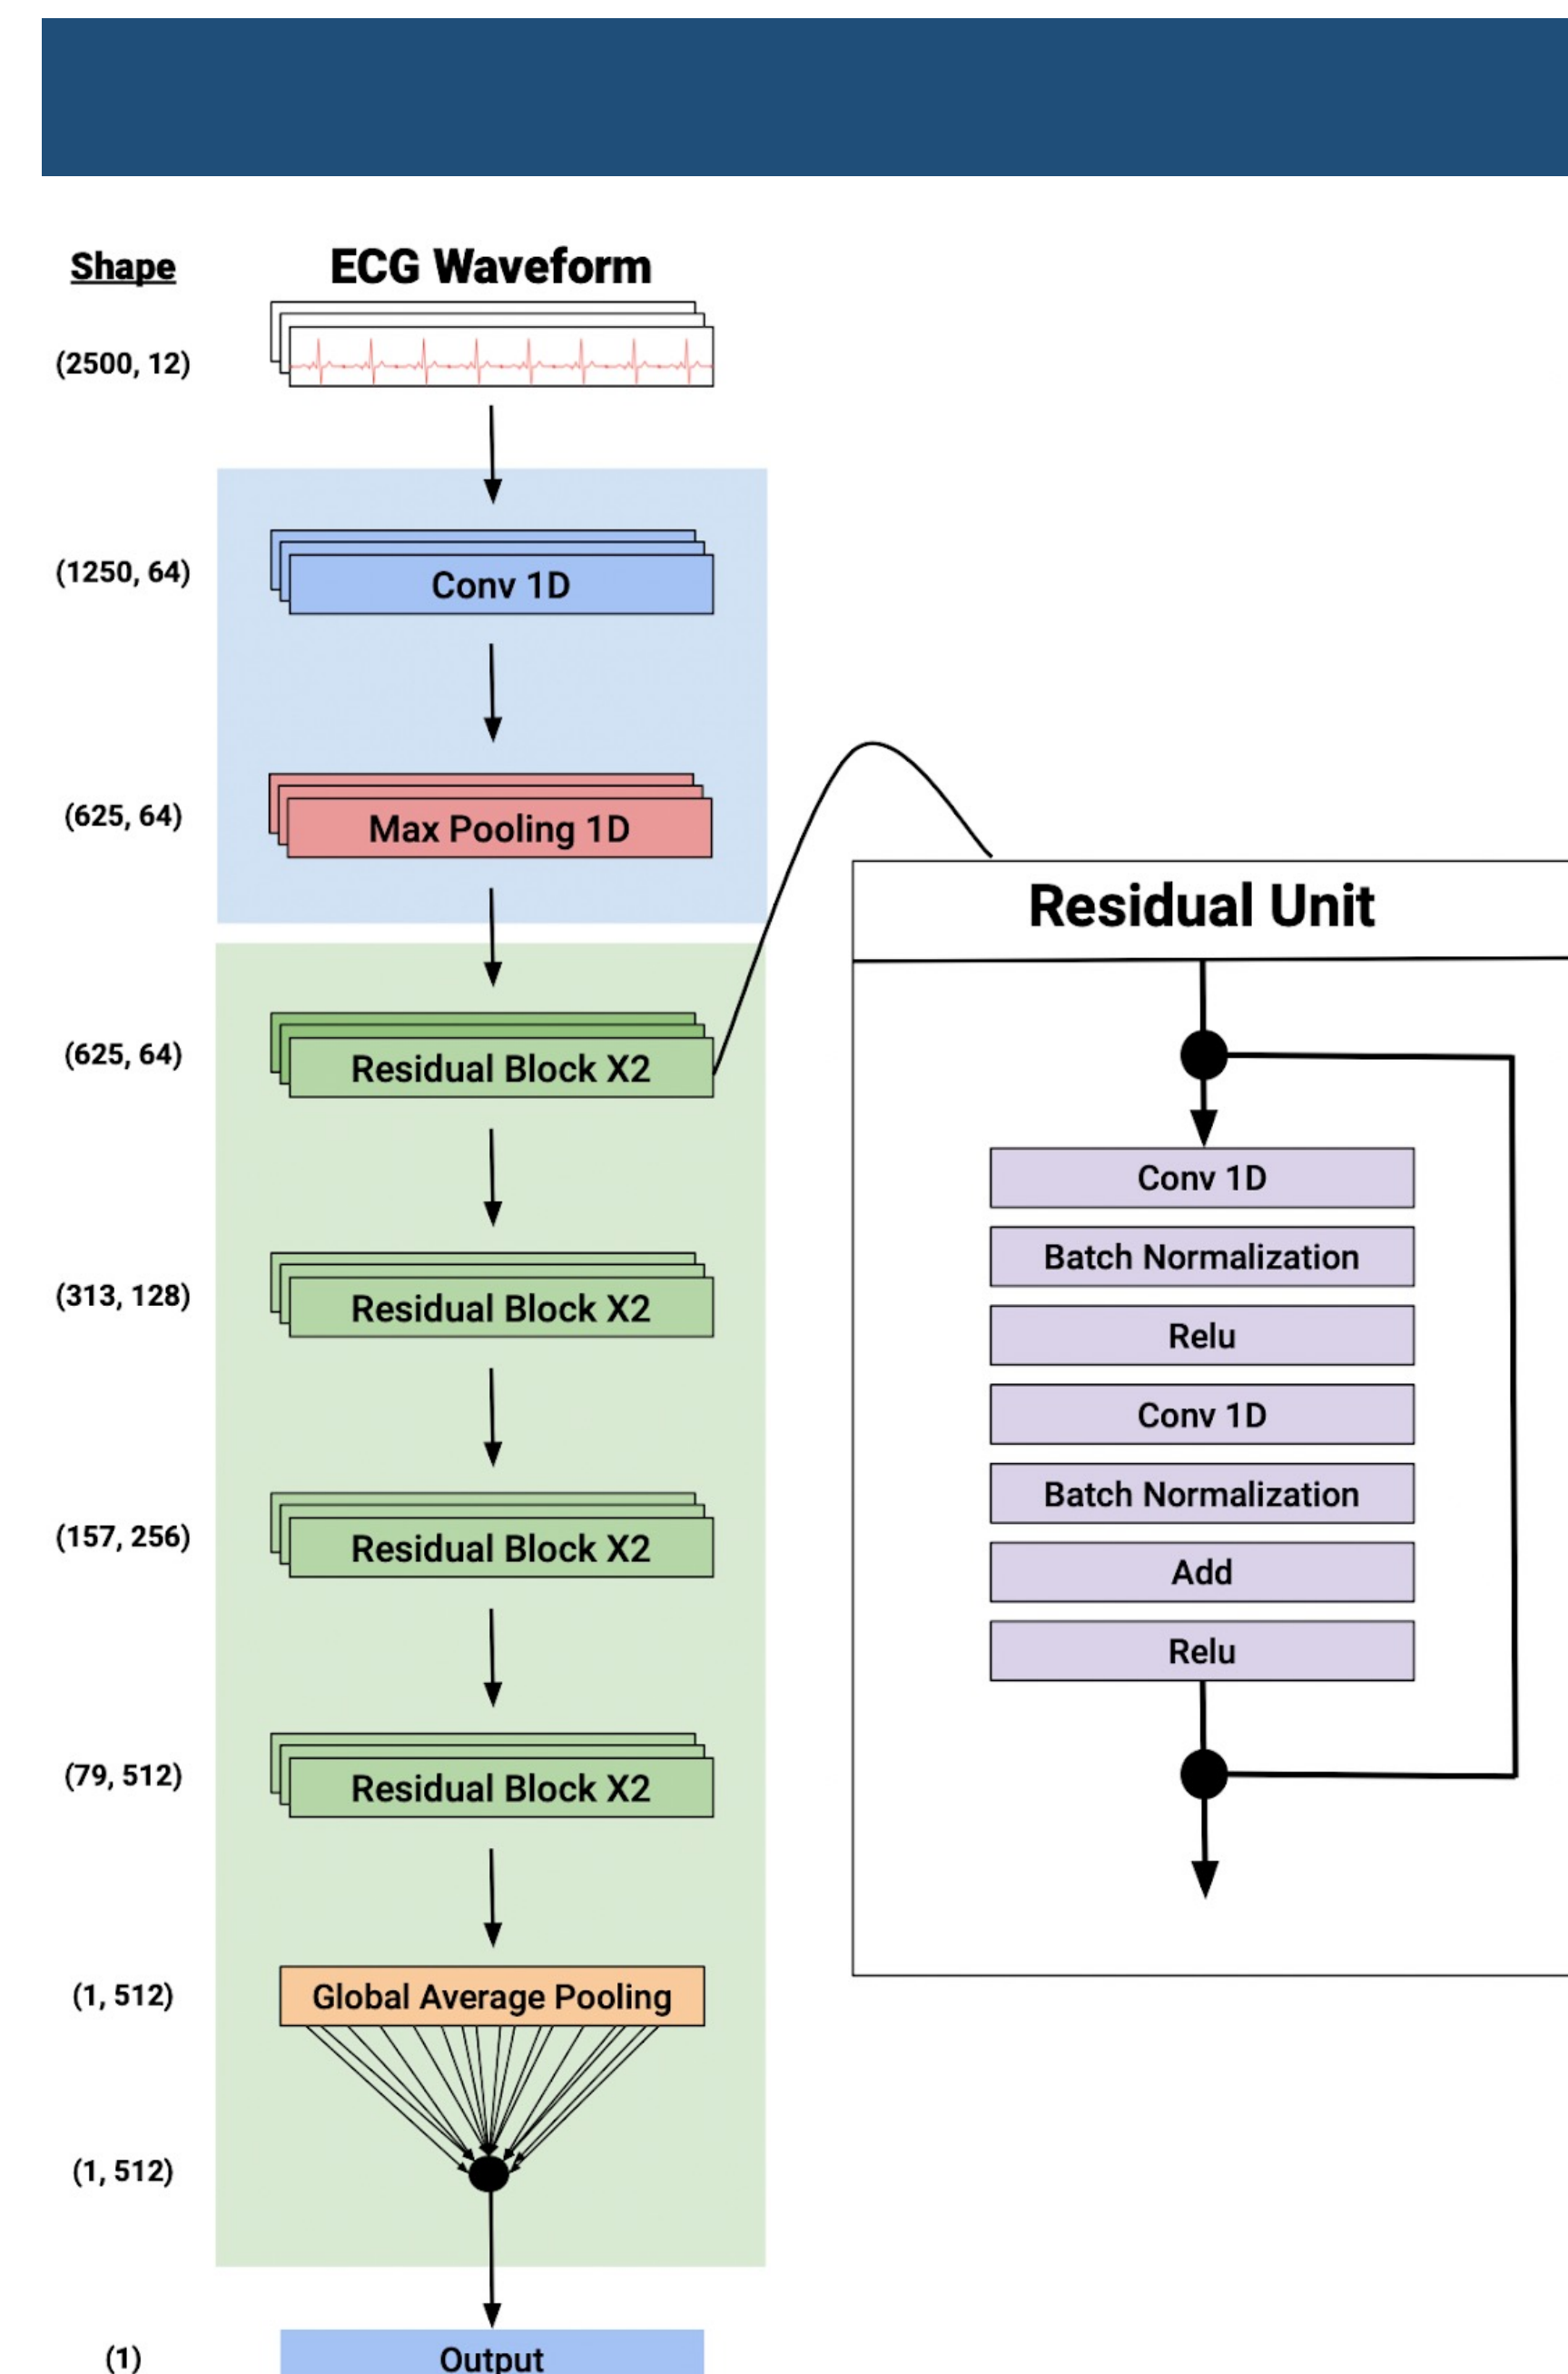 Shape
ECG Waveform
(2500, 12)
(1250, 64)
Conv 1D
(625, 64)
Max Pooling 1D
(625, 64)
Residual Block X2
(313, 128)
Residual Block X2
(157, 256)
Residual Block X2
(79, 512)
Residual Block X2
(1, 512)
Global Average Pooling
(1, 512)
(1)
Output
Residual Unit
Conv 1D
Batch Normalization
Relu
Conv 1D
Batch Normalization
Add
Relu